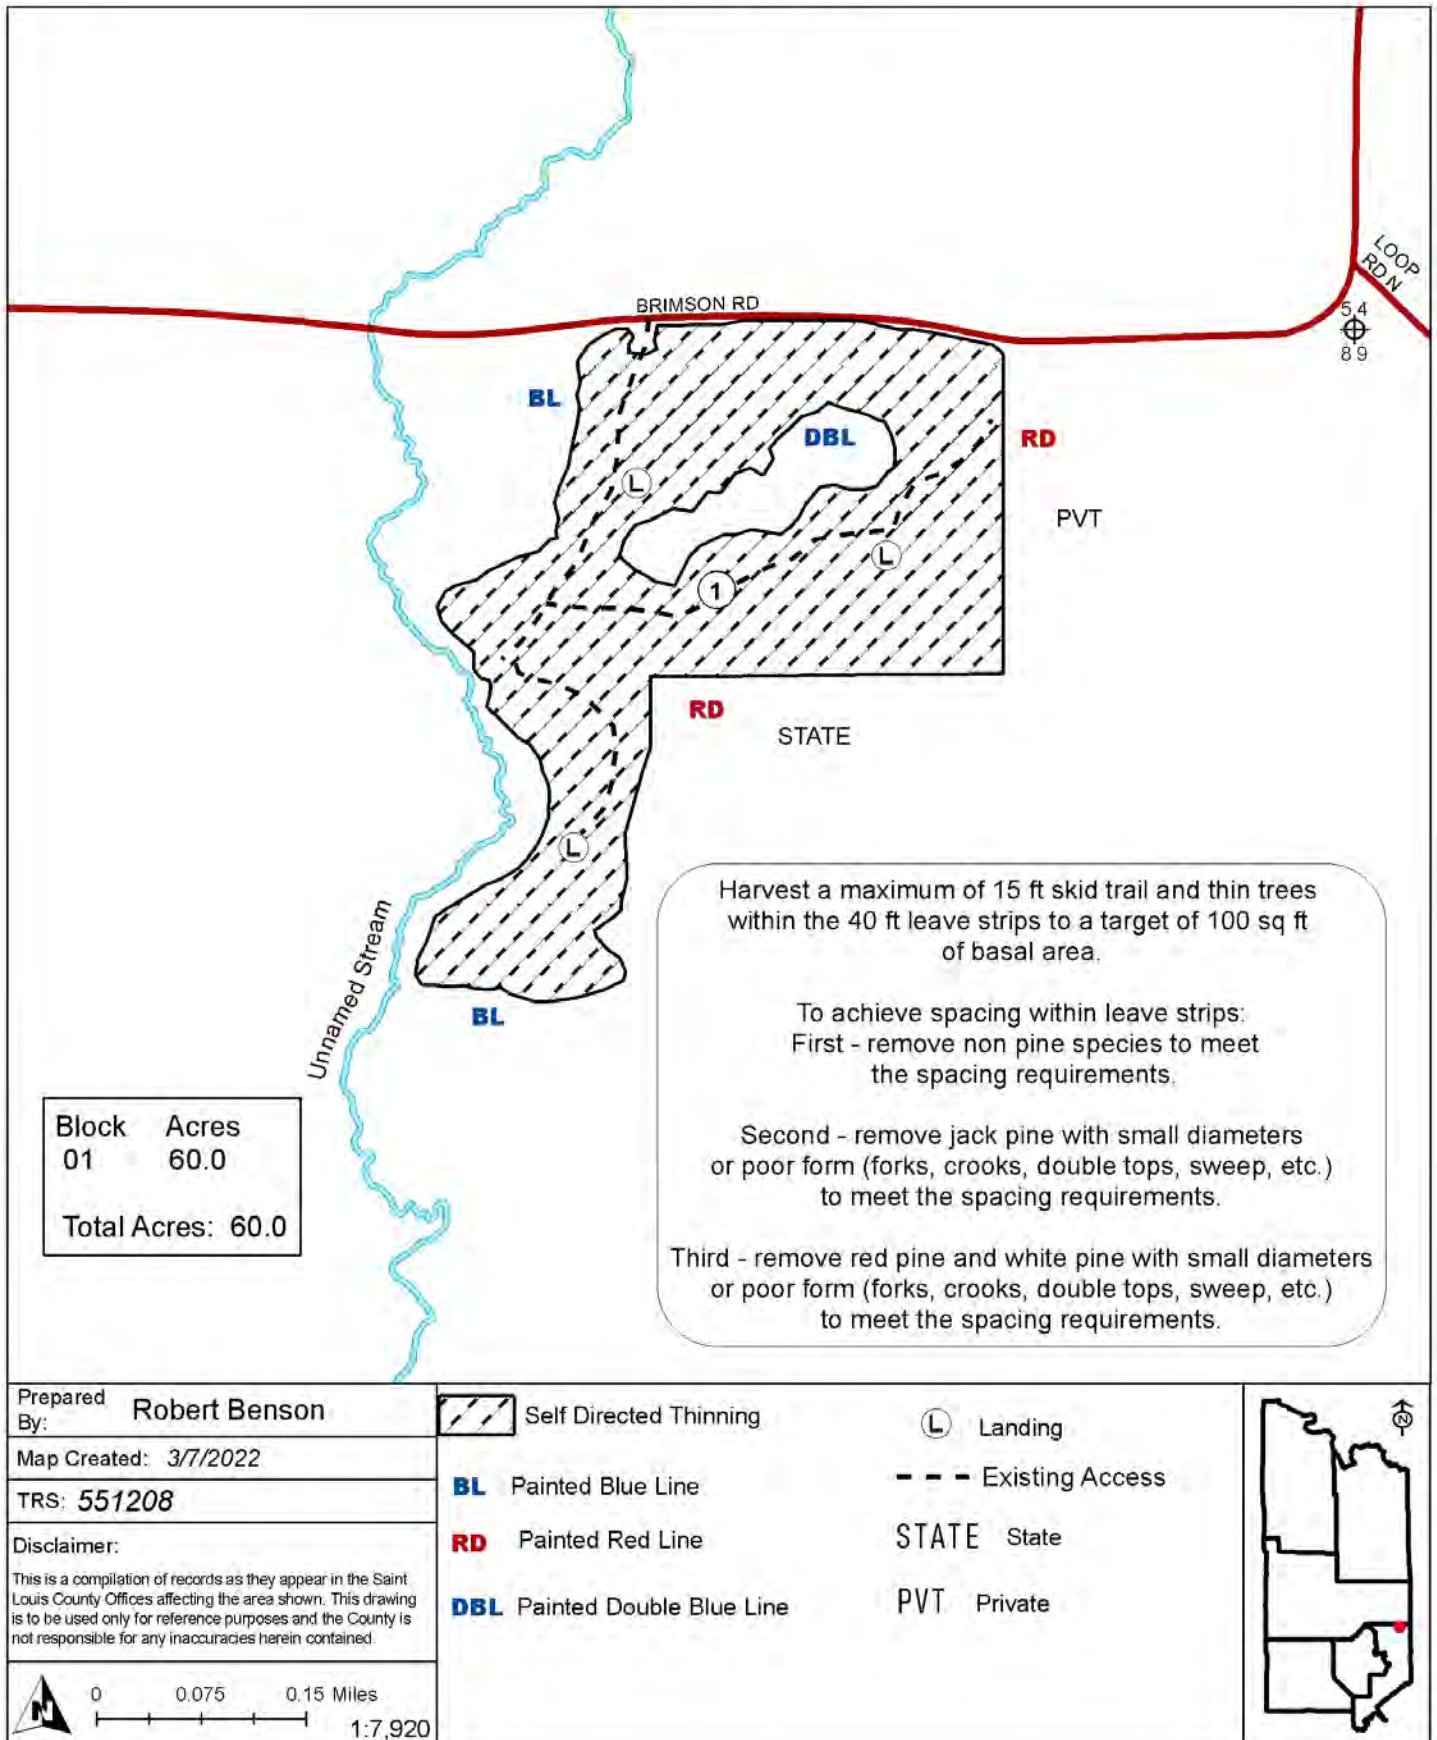 BRIMSON RD
LOOP
RD N
5 4
8 9
BL
DBL
RD
PVT
L
L
1
RD
STATE
L
BL
Unnamed Stream
Harvest a maximum of 15 ft skid trail and thin trees
within the 40 ft leave strips to a target of 100 sq ft
of basal area.
To achieve spacing within leave strips:
First - remove non pine species to meet
the spacing requirements.
Second - remove jack pine with small diameters
or poor form (forks, crooks, double tops, sweep, etc.)
to meet the spacing requirements.
Third - remove red pine and white pine with small diameters
or poor form (forks, crooks, double tops, sweep, etc.)
to meet the spacing requirements.
Block Acres
01 60.0
Total Acres: 60.0
Prepared
By: Robert Benson
Map Created: 3/7/2022
TRS: 551208
Disclaimer:
This is a compilation of records as they appear in the Saint
Louis County Offices affecting the area shown. This drawing
is to be used only for reference purposes and the County is
not responsible for any inaccuracies herein contained.
N
0 0.075 0.15 Miles
1:7,920
Self Directed Thinning
BL Painted Blue Line
RD Painted Red Line
DBL Painted Double Blue Line
L Landing
Existing Access
STATE State
PVT Private
N